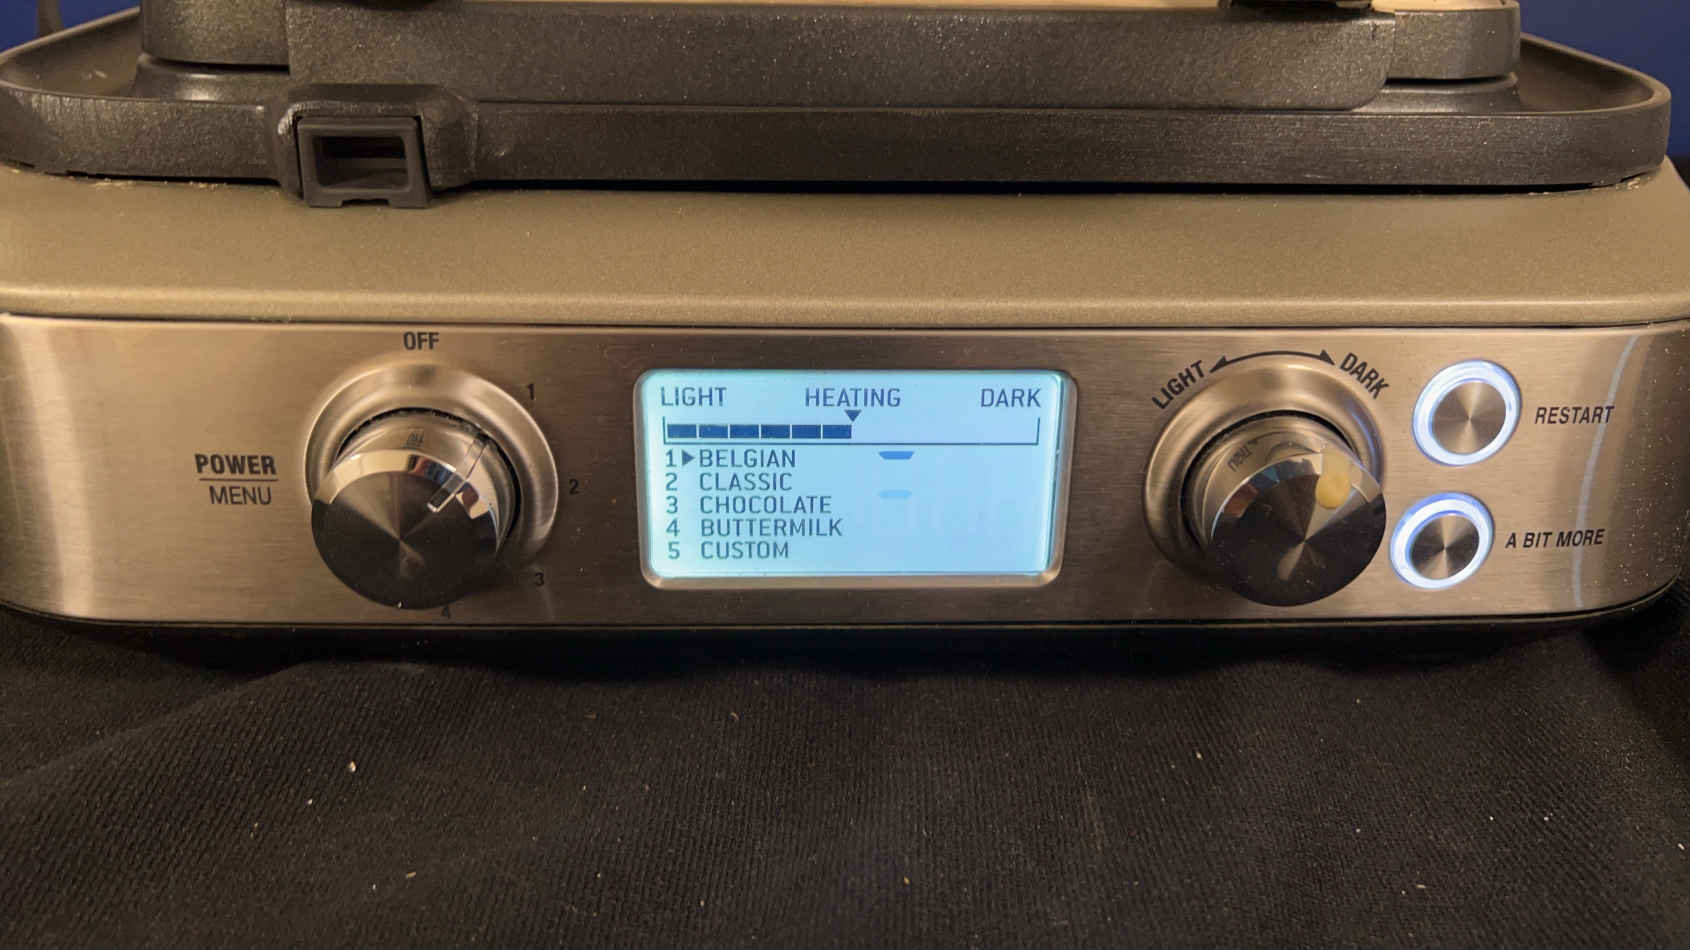 OFF
1
2
3
4
POWER
MENU
LIGHT HEATING DARK
1 BELGIAN
2 CLASSIC
3 CHOCOLATE
4 BUTTERMILK
5 CUSTOM
LIGHT DARK
RESTART
A BIT MORE